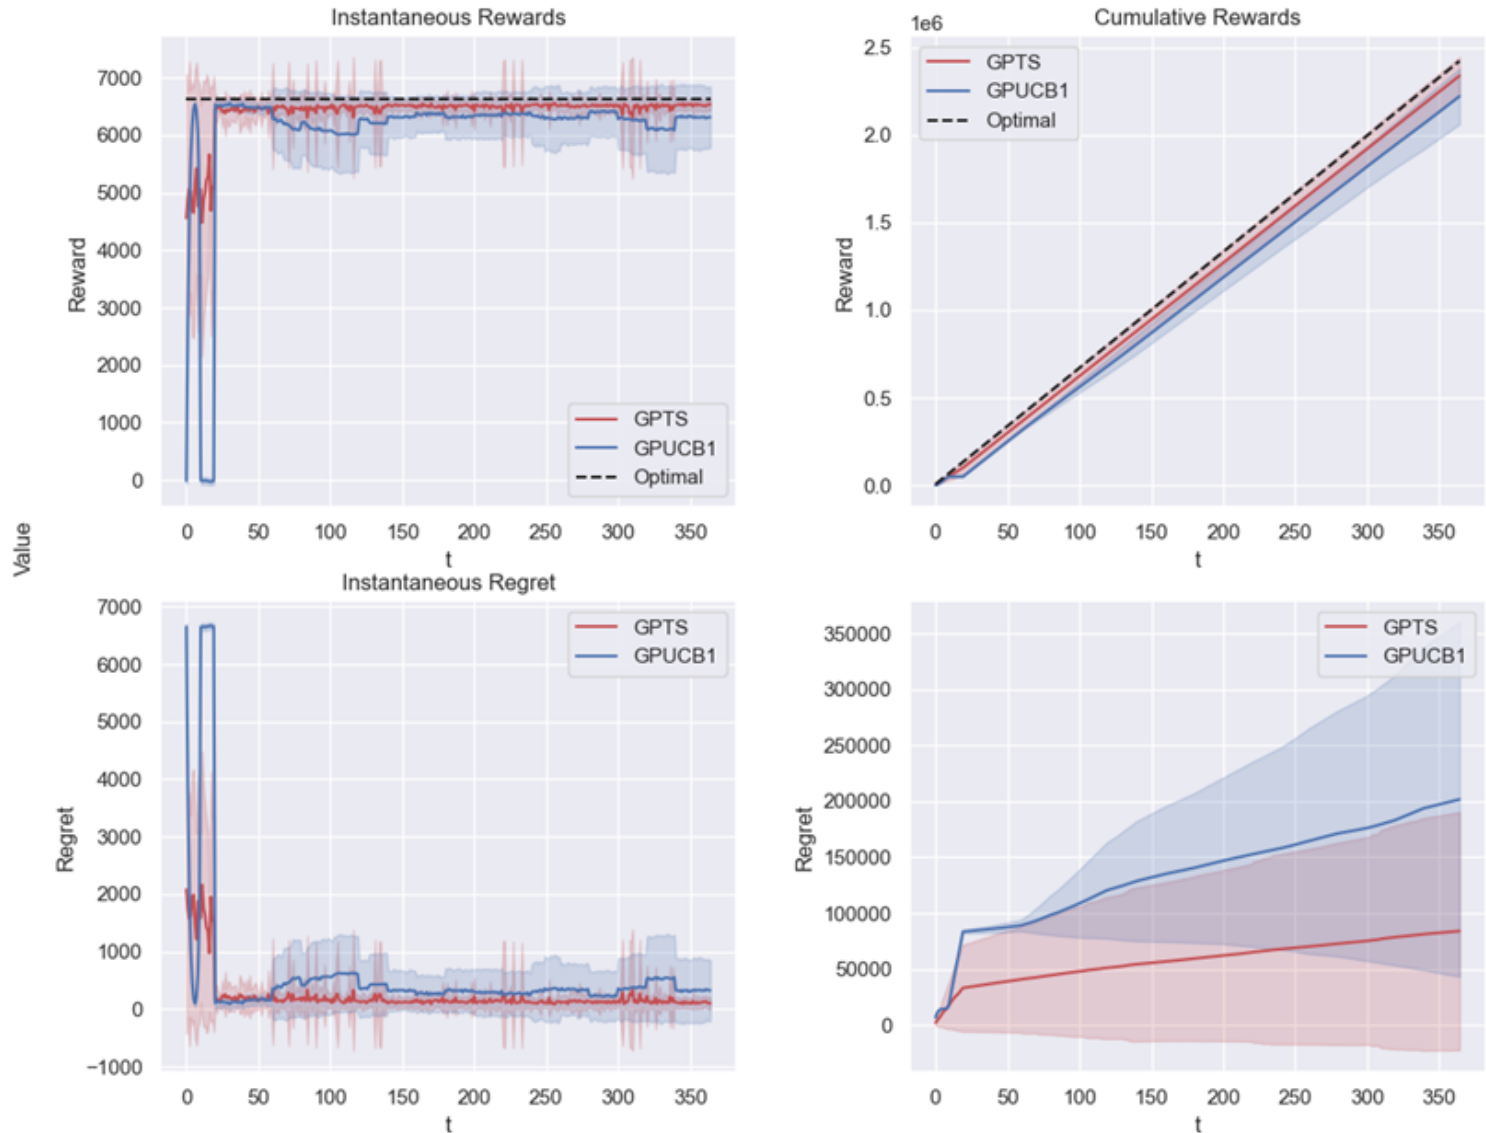 Instantaneous Rewards
7000
6000
5000
4000
3000
2000
1000
0
Reward
GPTS
GPUCB1
Optimal
0 50 100 150 200 250 300 350
t
Cumulative Rewards
1e6
2.5
2.0
1.5
1.0
0.5
0.0
Reward
GPTS
GPUCB1
Optimal
0 50 100 150 200 250 300 350
t
Value
Instantaneous Regret
7000
6000
5000
4000
3000
2000
1000
0
−1000
Regret
GPTS
GPUCB1
0 50 100 150 200 250 300 350
t
350000
300000
250000
200000
150000
100000
50000
0
Regret
GPTS
GPUCB1
0 50 100 150 200 250 300 350
t